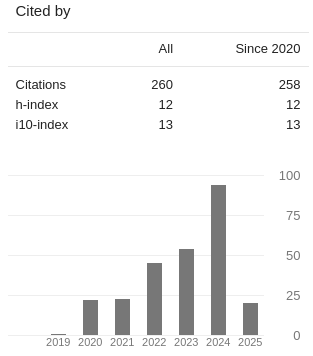 Cited by
All Since 2020
Citations 260 258
h-index 12 12
i10-index 13 13
100
75
50
25
0
2019 2020 2021 2022 2023 2024 2025